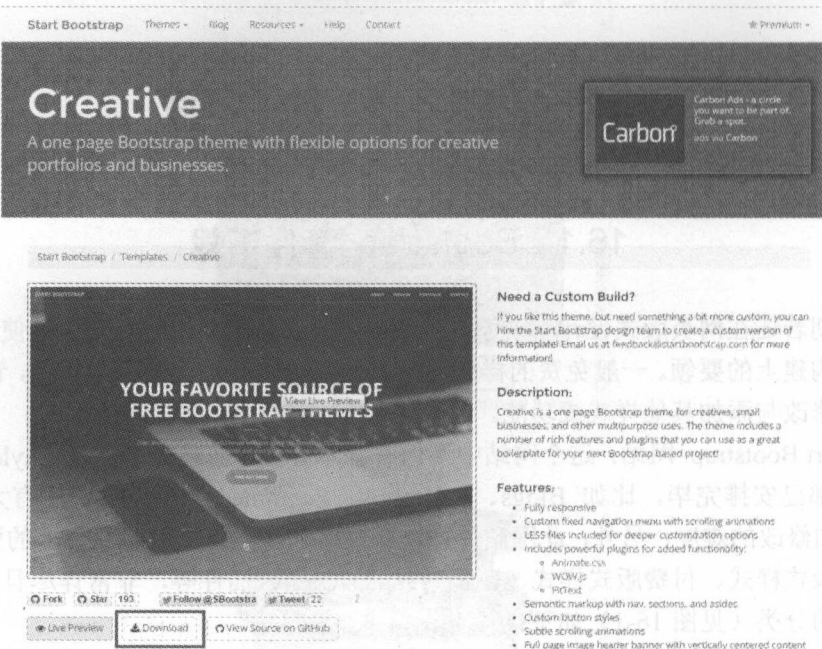 Start Bootstrap Themes Blog Resources Help Contact Premium
Creative
A one page Bootstrap theme with flexible options for creative
portfolios and businesses.
Carbon
Carbon Ads - a circle
you want to be part of.
Grab a spot.
ads via Carbon
Start Bootstrap / Templates / Creative
START BOOTSTRAP
YOUR FAVORITE SOURCE OF
FREE BOOTSTRAP THEMES
View Live Preview
Fork Star 193 Follow @SBootstra Tweet 22
Live Preview Download View Source on GitHub
Need a Custom Build?
If you like this theme, but need something a bit more custom, you can
hire the Start Bootstrap design team to create a custom version of
this template! Email us at feedback@startbootstrap.com for more
information!
Description:
Creative is a one page Bootstrap theme for creatives, small
businesses, and other multipurpose uses. The theme includes a
number of rich features and plugins that you can use as a great
boilerplate for your next Bootstrap based project!
Features:
Fully responsive
Custom fixed navigation menu with scrolling animations
LESS files included for deeper customization options
Includes powerful plugins for added functionality:
Animate.css
WOW.js
FitText
Semantic markup with nav, sections, and asides
Custom button styles
Subtle scrolling animations
Full page image header banner with vertically centered content